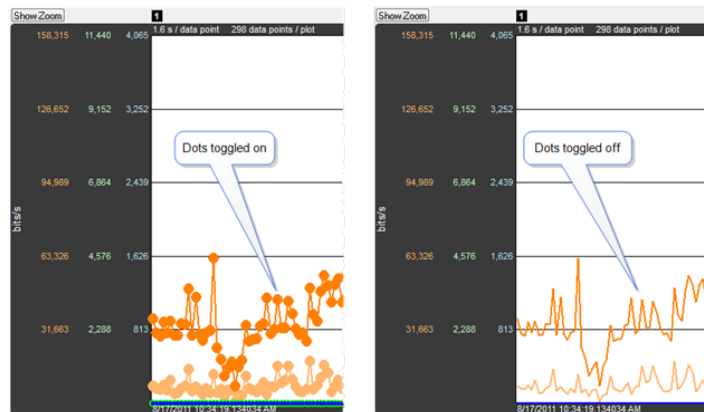 Show Zoom
1
1.6 s / data point 298 data points / plot
158,315 11,440 4,065
126,652 9,152 3,252
Dots toggled on
94,989 6,864 2,439
bits/s
63,326 4,576 1,626
31,663 2,288 813
8/17/2011 10:34:19.134034 AM
Show Zoom
1
1.6 s / data point 298 data points / plot
158,315 11,440 4,065
126,652 9,152 3,252
Dots toggled off
94,989 6,864 2,439
bits/s
63,326 4,576 1,626
31,663 2,288 813
8/17/2011 10:34:19.134034 AM